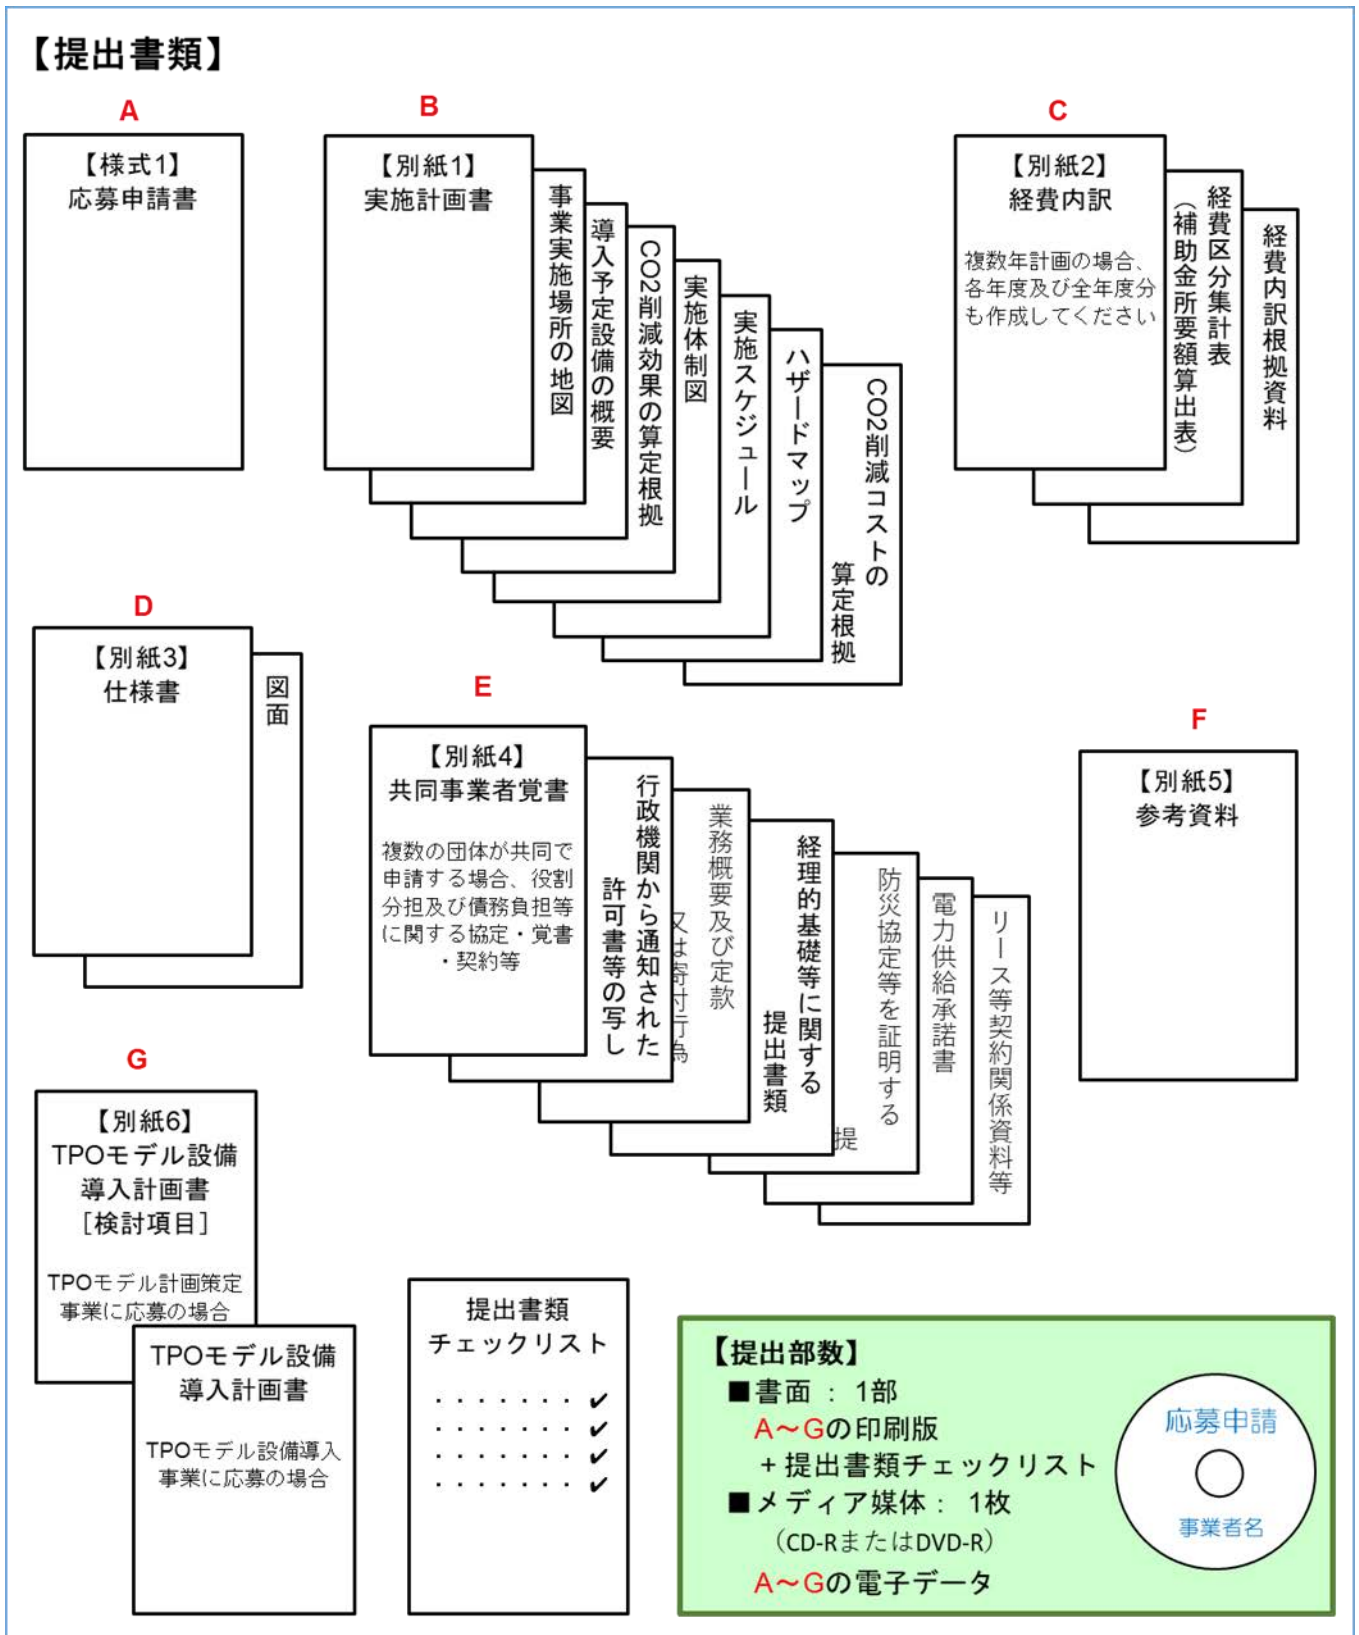 【提出書類】
A
【様式1】
応募申請書
B
【別紙1】
実施計画書
事業実施場所の地図
導入予定設備の概要
CO2削減効果の算定根拠
実施体制図
実施スケジュール
ハザードマップ
CO2削減コストの
算定根拠
C
【別紙2】
経費内訳
複数年計画の場合、
各年度及び全年度分
も作成してください
経費区分集計表
（補助金所要額算出表）
経費内訳根拠資料
D
【別紙3】
仕様書
図面
E
【別紙4】
共同事業者覚書
複数の団体が共同で
申請する場合、役割
分担及び債務負担等
に関する協定・覚書
・契約等
行政機関から通知された
許可書等の写し
業務概要及び定款
又は寄付行為
経理的基礎等に関する
提出書類
防災協定等を証明する
提
電力供給承諾書
リース等契約関係資料等
F
【別紙5】
参考資料
G
【別紙6】
TPOモデル設備
導入計画書
［検討項目］
TPOモデル計画策定
事業に応募の場合
TPOモデル設備
導入計画書
TPOモデル設備導入
事業に応募の場合
提出書類
チェックリスト
・・・・・・・✔
・・・・・・・✔
・・・・・・・✔
・・・・・・・✔
【提出部数】
■書面 ： 1部
A～Gの印刷版
＋提出書類チェックリスト
■メディア媒体： 1枚
（CD-RまたはDVD-R）
A～Gの電子データ
応募申請
事業者名